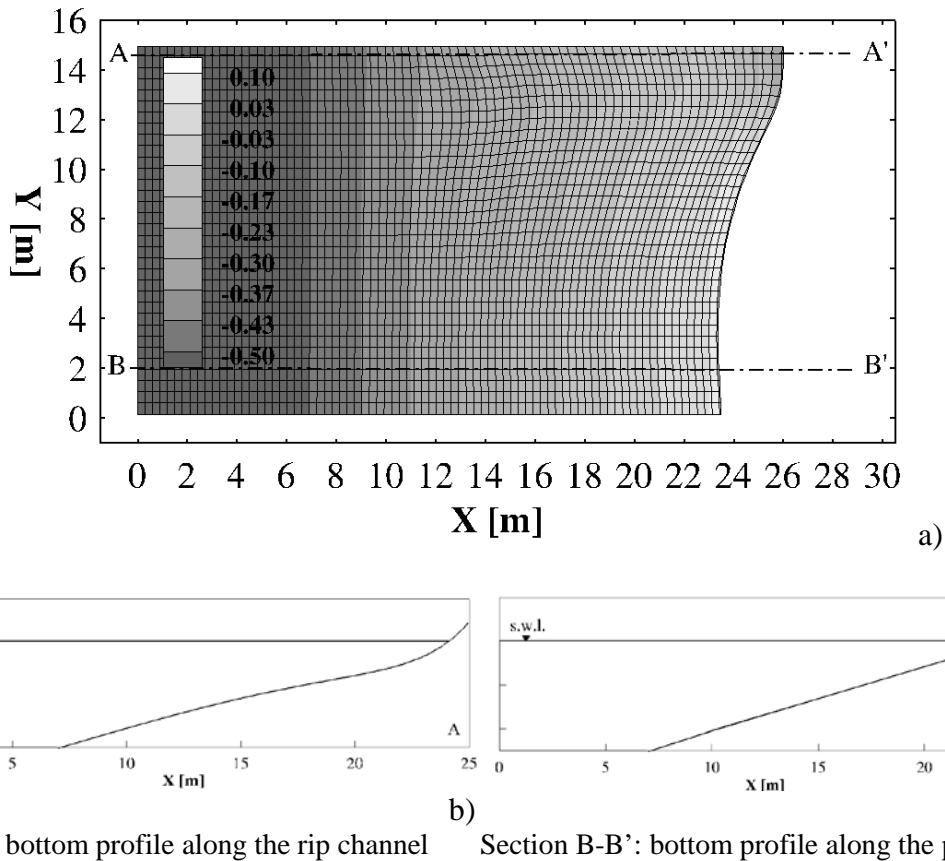 16
A
A'
14
0.10
0.03
12
-0.03
-0.10
10
-0.17
Y [m]
8
-0.23
-0.30
6
-0.37
4
-0.43
-0.50
B
B'
2
0
0 2 4 6 8 10 12 14 16 18 20 22 24 26 28 30
X [m]
a)
s.w.l.
A
5 10 15 20 25
X [m]
0 5 10 15 20
X [m]
b)
bottom profile along the rip channel
Section B-B’: bottom profile along the